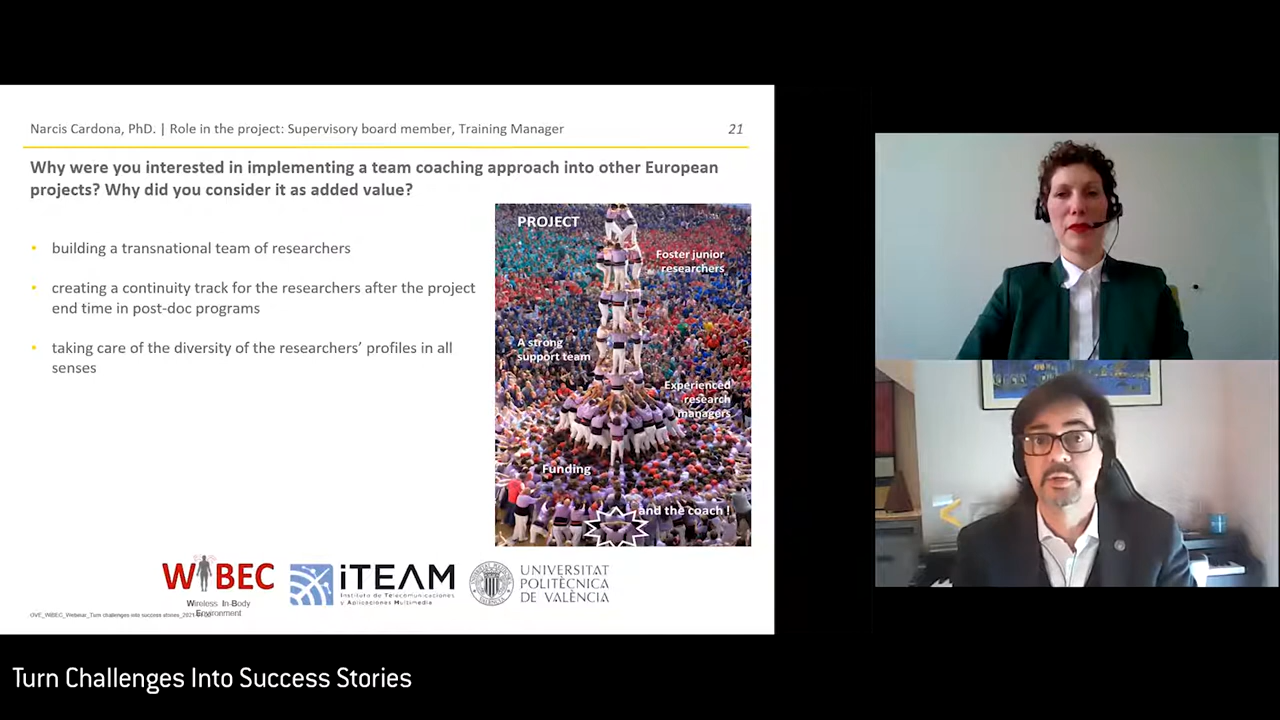 Narcis Cardona, PhD. | Role in the project: Supervisory board member, Training Manager
21
Why were you interested in implementing a team coaching approach into other European
projects? Why did you consider it as added value?
• building a transnational team of researchers
• creating a continuity track for the researchers after the project
end time in post-doc programs
• taking care of the diversity of the researchers’ profiles in all
senses
PROJECT
Foster junior
researchers
A strong
support team
Experienced
research
managers
Funding
and the coach !
WiBEC
Wireless In-Body
Environment
iTEAM
Instituto de Telecomunicaciones
y Aplicaciones Multimedia
UNIVERSITAT
POLITÈCNICA
DE VALÈNCIA
OVE_WIBEC_Webinar_Turn challenges into success stories_2021
Turn Challenges Into Success Stories